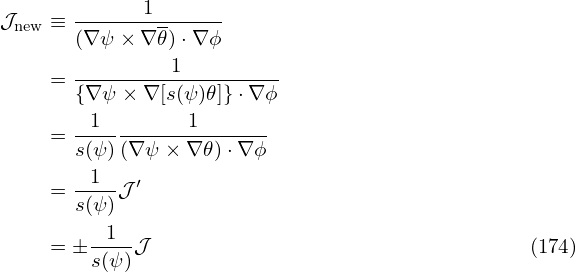 𝒥_new ≡ 1 / ((∇ψ × ∇θ̅) · ∇ϕ)
= 1 / ({∇ψ × ∇[s(ψ)θ]} · ∇ϕ)
= (1 / s(ψ)) (1 / ((∇ψ × ∇θ) · ∇ϕ))
= (1 / s(ψ)) 𝒥′
= ± (1 / s(ψ)) 𝒥 (174)